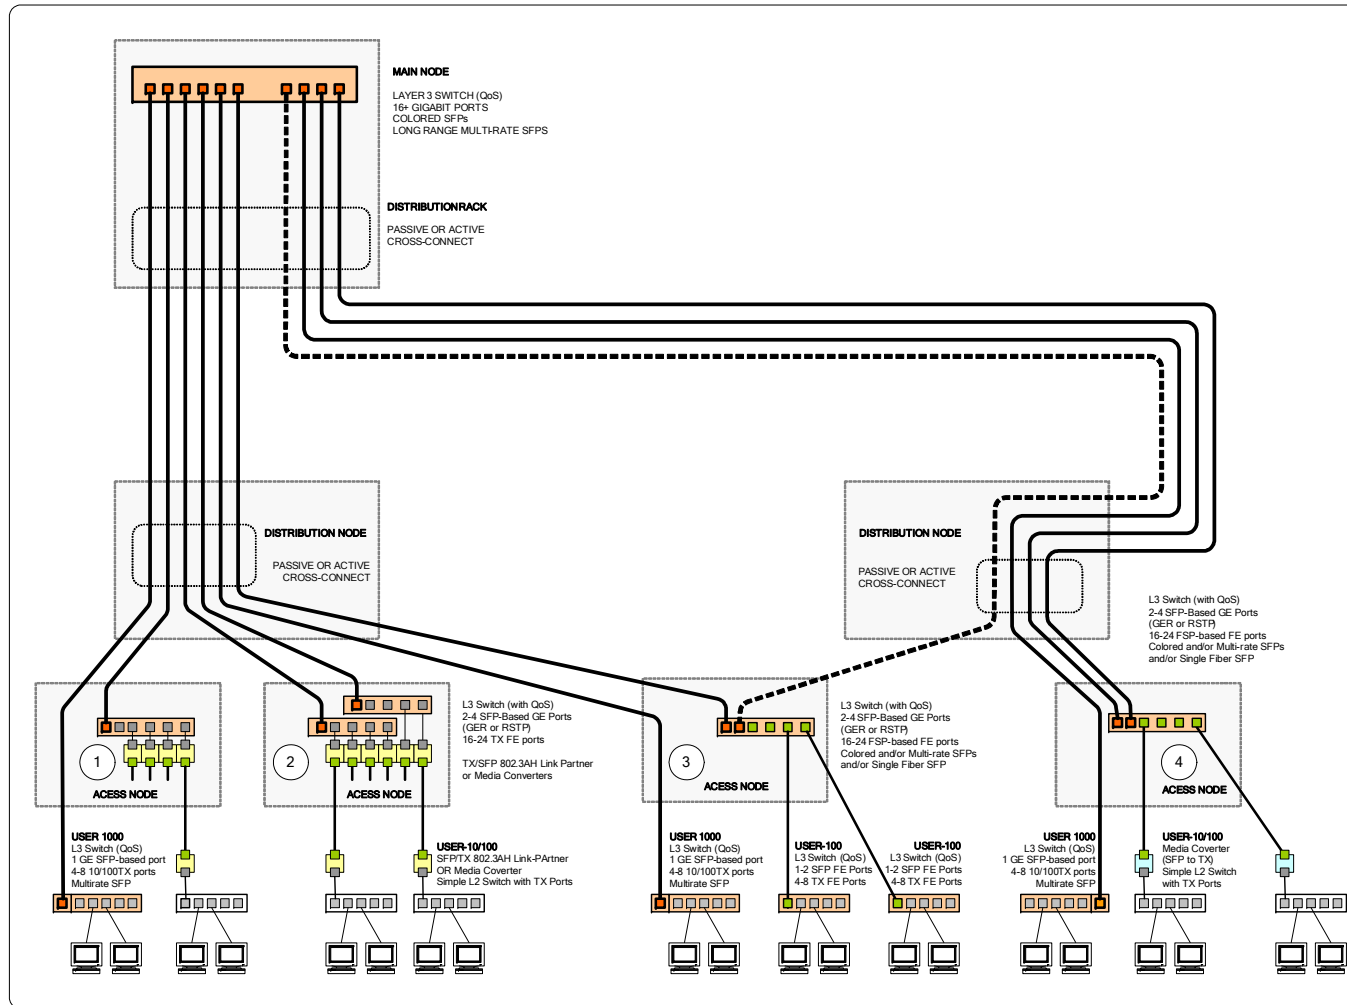 MAIN NODE
LAYER 3 SWITCH (QoS)
16+ GIGABIT PORTS
COLORED SFPs
LONG RANGE MULTI-RATE SFPS
DISTRIBUTION RACK
PASSIVE OR ACTIVE
CROSS-CONNECT
DISTRIBUTION NODE
PASSIVE OR ACTIVE
CROSS-CONNECT
DISTRIBUTION NODE
PASSIVE OR ACTIVE
CROSS-CONNECT
L3 Switch (with QoS)
2-4 SFP-Based GE Ports
(GER or RSTP)
16-24 FSP-based FE ports
Colored and/or Multi-rate SFPs
and/or Single Fiber SFP
1
ACESS NODE
2
ACESS NODE
L3 Switch (with QoS)
2-4 SFP-Based GE Ports
(GER or RSTP)
16-24 TX FE ports
TX/SFP 802.3AH Link Partner
or Media Converters
3
ACESS NODE
L3 Switch (with QoS)
2-4 SFP-Based GE Ports
(GER or RSTP)
16-24 FSP-based FE ports
Colored and/or Multi-rate SFPs
and/or Single Fiber SFP
4
ACESS NODE
USER 1000
L3 Switch (QoS)
1 GE SFP-based port
4-8 10/100TX ports
Multirate SFP
USER-10/100
SFP/TX 802.3AH Link-PArtner
OR Media Coverter
Simple L2 Switch with TX Ports
USER 1000
L3 Switch (QoS)
1 GE SFP-based port
4-8 10/100TX ports
Multirate SFP
USER-100
L3 Switch (QoS)
1-2 SFP FE Ports
4-8 TX FE Ports
USER-100
L3 Switch (QoS)
1-2 SFP FE Ports
4-8 TX FE Ports
USER 1000
L3 Switch (QoS)
1 GE SFP-based port
4-8 10/100TX ports
Multirate SFP
USER-10/100
Media Coverter
(SFP to TX)
Simple L2 Switch
with TX Ports